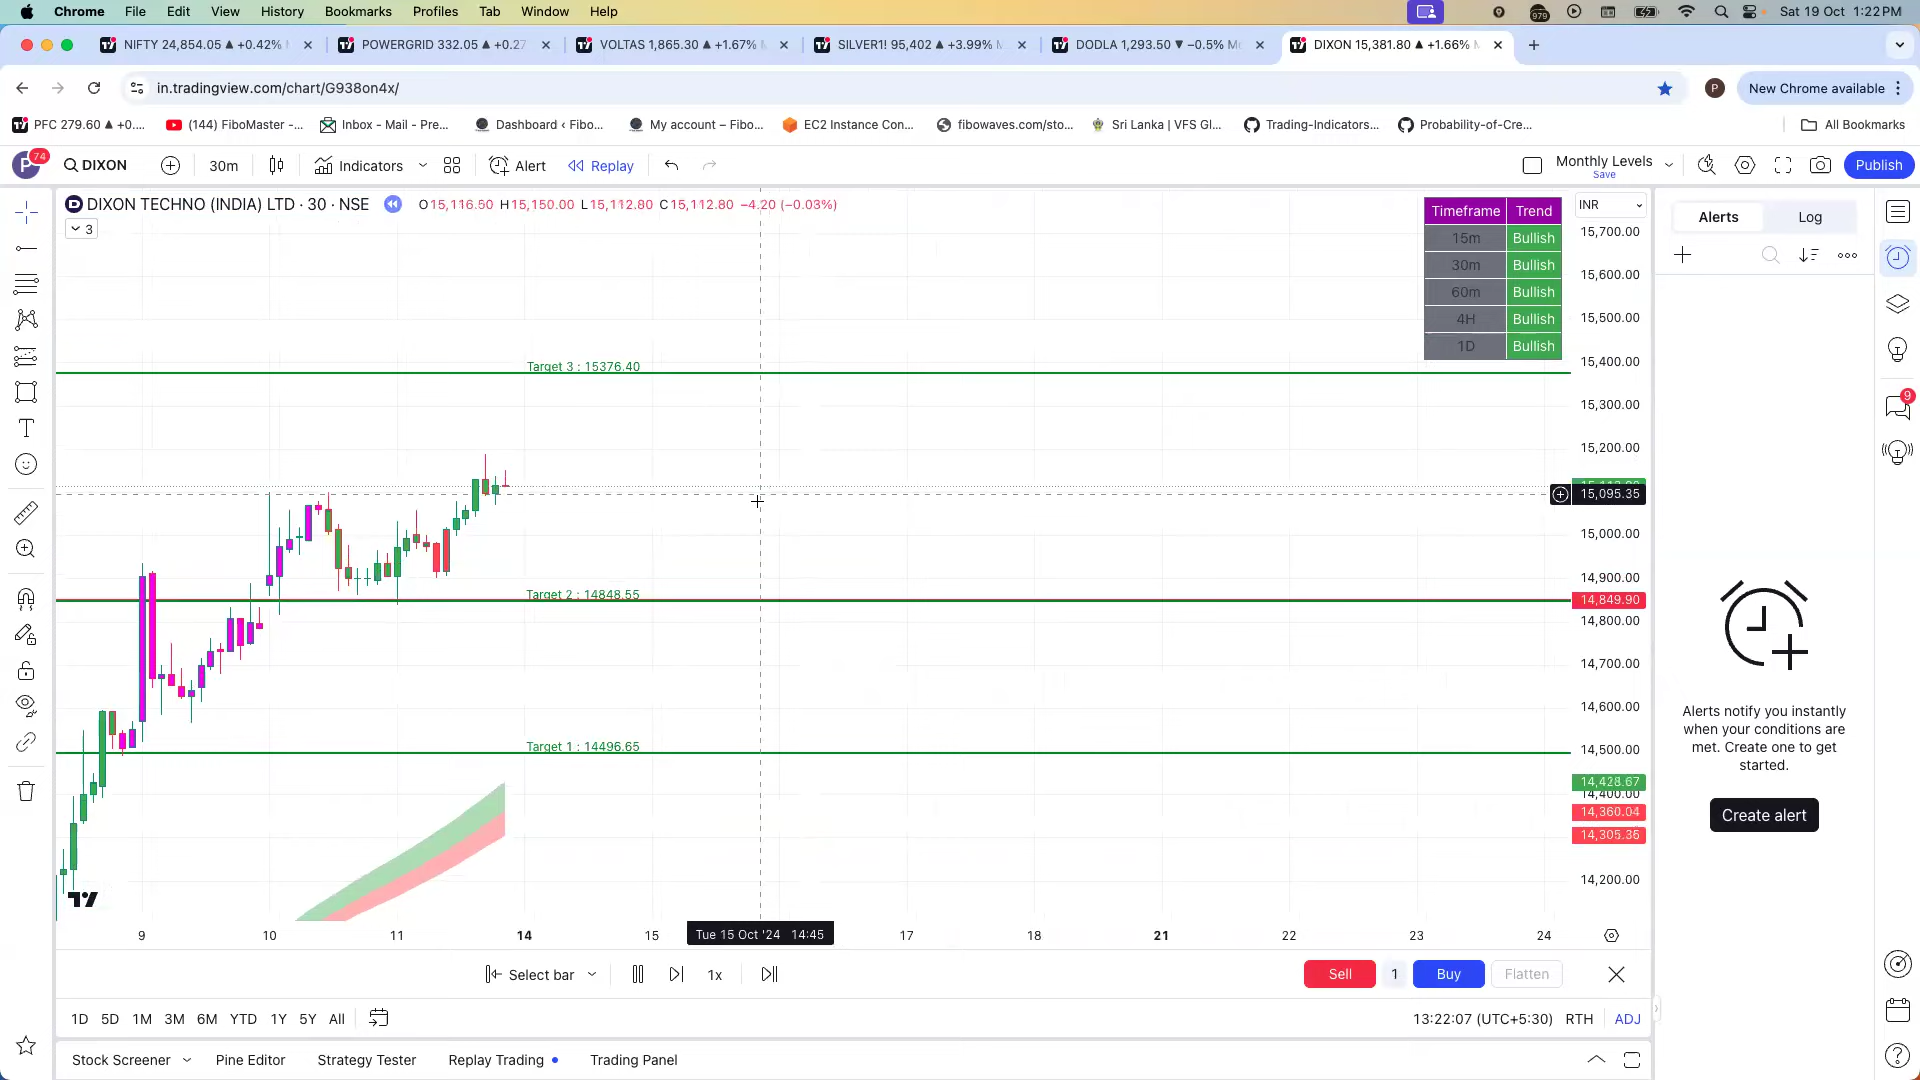 Chrome File Edit View History Bookmarks Profiles Tab Window Help
979
Sat 19 Oct 1:22 PM
NIFTY 24,854.05 ▲ +0.42%
POWERGRID 332.05 ▲ +0.27
VOLTAS 1,865.30 ▲ +1.67%
SILVER1! 95,402 ▲ +3.99%
DODLA 1,293.50 ▼ −0.5%
DIXON 15,381.80 ▲ +1.66%
in.tradingview.com/chart/G938on4x/
P
New Chrome available
PFC 279.60 ▲ +0....
(144) FiboMaster -...
Inbox - Mail - Pre...
Dashboard ‹ Fibo...
My account – Fibo...
EC2 Instance Con...
fibowaves.com/sto...
Sri Lanka | VFS Gl...
Trading-Indicators...
Probability-of-Cre...
All Bookmarks
P 74
DIXON
30m
Indicators
Alert
Replay
Monthly Levels
Save
Publish
DIXON TECHNO (INDIA) LTD · 30 · NSE
O15,116.50 H15,150.00 L15,112.80 C15,112.80 −4.20 (−0.03%)
3
Timeframe Trend
15m Bullish
30m Bullish
60m Bullish
4H Bullish
1D Bullish
INR
15,700.00
15,600.00
15,500.00
15,400.00
15,300.00
15,200.00
15,095.35
15,000.00
14,900.00
14,849.90
14,800.00
14,700.00
14,600.00
14,500.00
14,428.67
14,400.00
14,360.04
14,305.36
14,200.00
Target 3 : 15376.40
Target 2 : 14848.55
Target 1 : 14496.65
9 10 11 14 15 Tue 15 Oct '24 14:45 17 18 21 22 23 24
Alerts Log
9
Alerts notify you instantly
when your conditions are
met. Create one to get
started.
Create alert
Select bar
1x
Sell 1 Buy Flatten
1D 5D 1M 3M 6M YTD 1Y 5Y All
13:22:07 (UTC+5:30) RTH ADJ
Stock Screener Pine Editor Strategy Tester Replay Trading Trading Panel